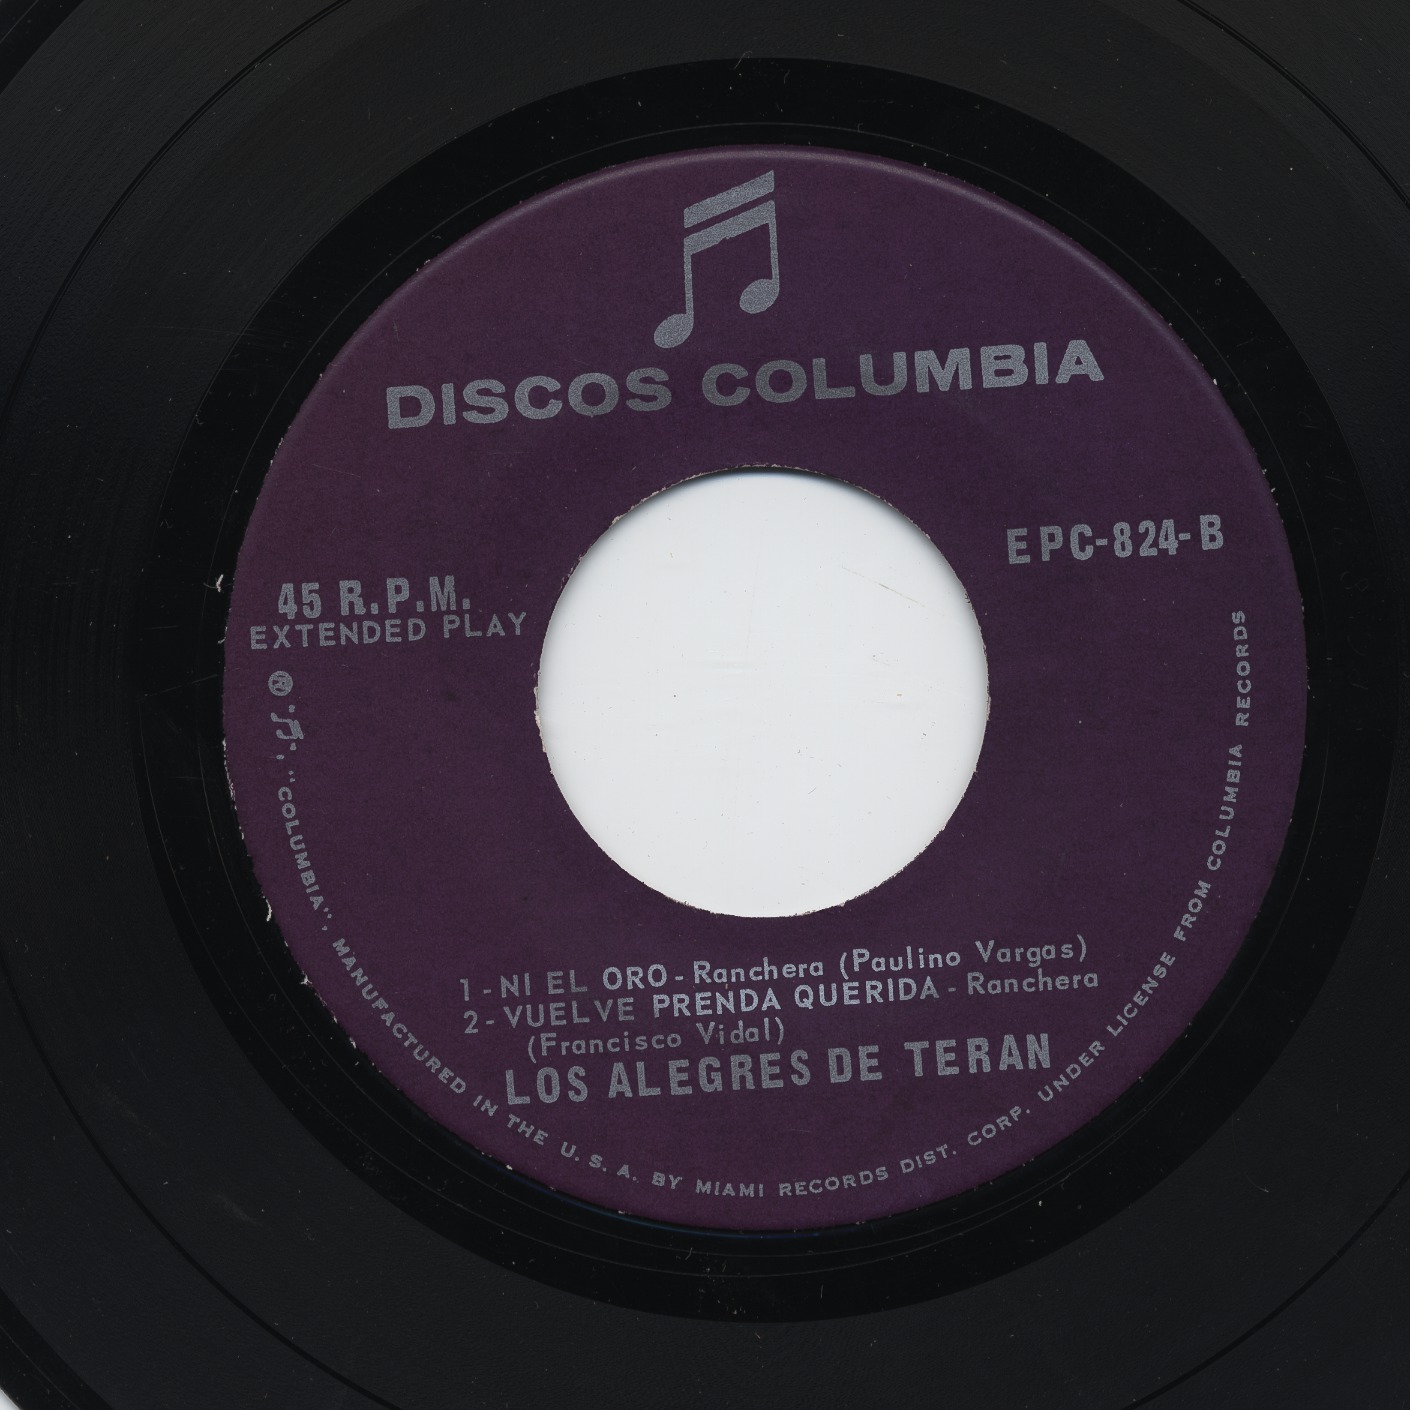 DISCOS COLUMBIA
EPC-824-B
45 R.P.M.
EXTENDED PLAY
1-NI EL ORO-Ranchera (Paulino Vargas)
2-VUELVE PRENDA QUERIDA-Ranchera
(Francisco Vidal)
LOS ALEGRES DE TERAN
® , "COLUMBIA", MANUFACTURED IN THE U.S.A. BY MIAMI RECORDS DIST. CORP. UNDER LICENSE FROM COLUMBIA RECORDS